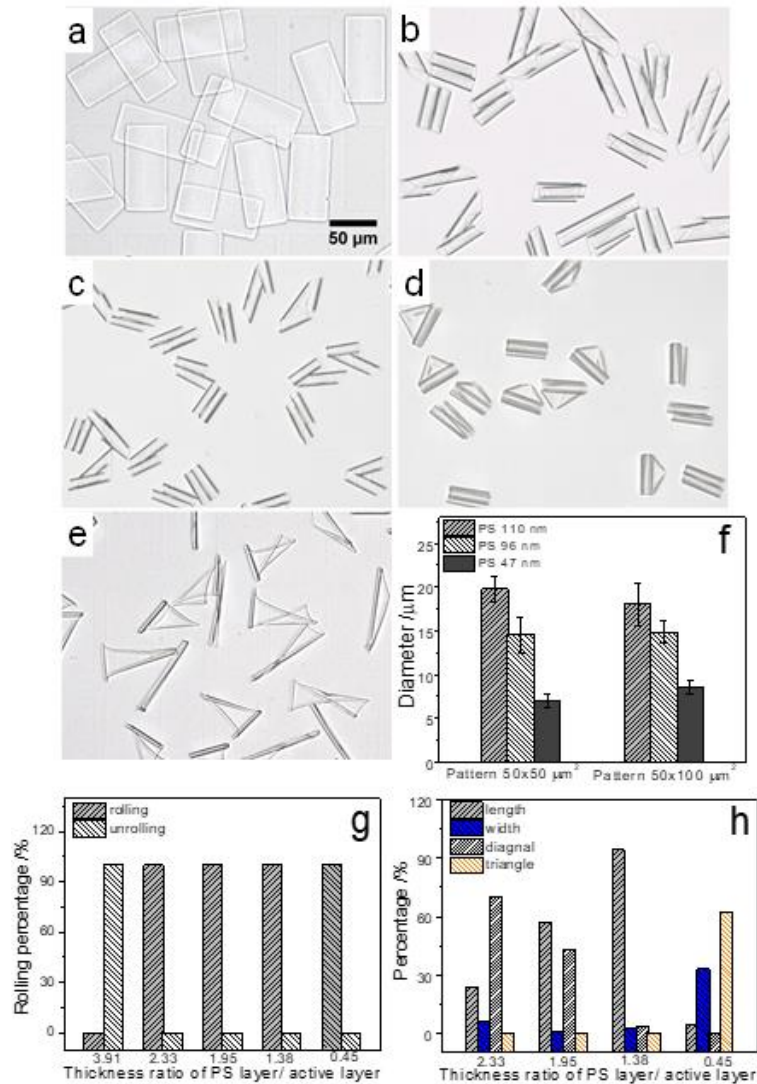 a
b
50 µm
c
d
e
f
PS 110 nm
PS 96 nm
PS 47 nm
25
20
15
10
5
0
Diameter /µm
Pattern 50x50 µm²
Pattern 50x100 µm²
g
rolling
unrolling
120
90
60
30
0
Rolling percentage /%
3.91 2.33 1.95 1.38 0.45
Thickness ratio of PS layer/ active layer
h
length
width
diagnal
triangle
120
90
60
30
0
Percentage /%
2.33 1.95 1.38 0.45
Thickness ratio of PS layer/ active layer